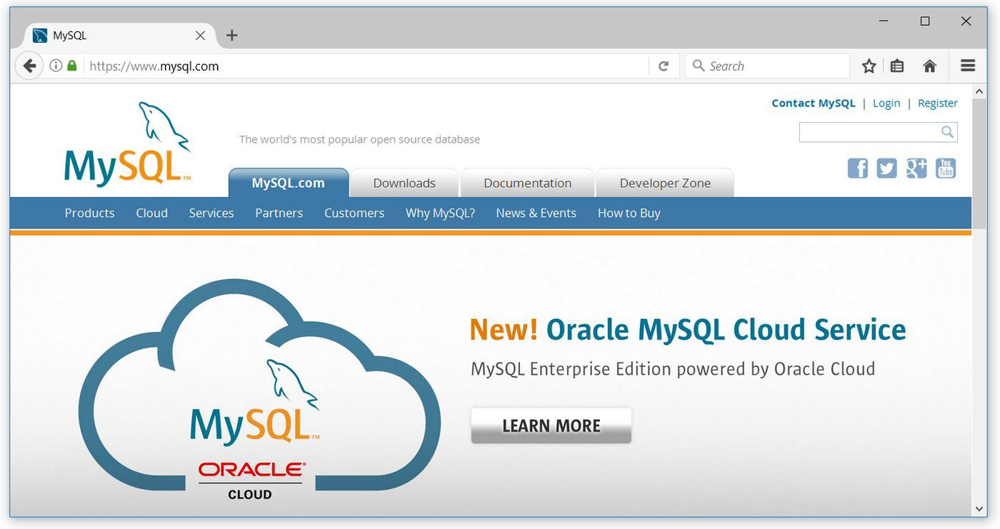 MySQL
https://www.mysql.com
Search
Contact MySQL | Login | Register
MySQL™
The world's most popular open source database
MySQL.com
Downloads
Documentation
Developer Zone
f
g+
You
Tube
Products Cloud Services Partners Customers Why MySQL? News & Events How to Buy
New! Oracle MySQL Cloud Service
MySQL Enterprise Edition powered by Oracle Cloud
LEARN MORE
MySQL™
ORACLE®
CLOUD